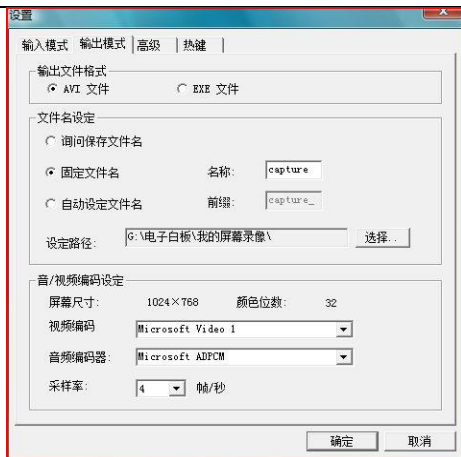 设置
输入模式 输出模式 高级 热键
输出文件格式
AVI 文件 EXE 文件
文件名设定
询问保存文件名
固定文件名 名称: capture
自动设定文件名 前缀: capture_
设定路径: G:\电子白板\我的屏幕录像\ 选择..
音/视频编码设定
屏幕尺寸: 1024×768 颜色位数: 32
视频编码 Microsoft Video 1
音频编码器: Microsoft ADPCM
采样率: 4 帧/秒
确定 取消